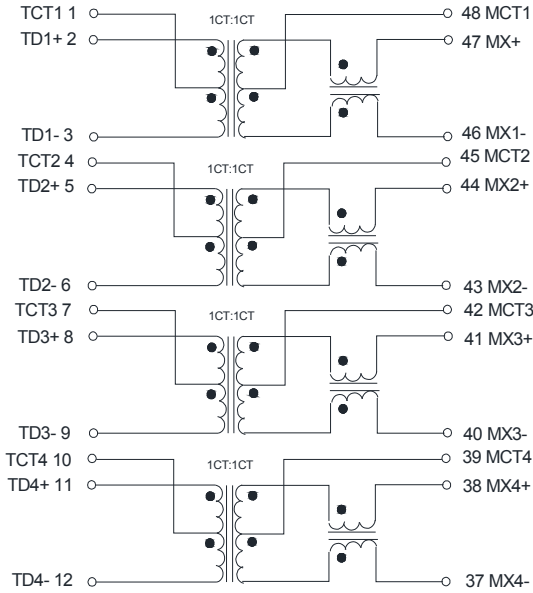 TCT1 1 1CT:1CT 48 MCT1
TD1+ 2 47 MX+
TD1- 3 46 MX1-
TCT2 4 1CT:1CT 45 MCT2
TD2+ 5 44 MX2+
TD2- 6 43 MX2-
TCT3 7 1CT:1CT 42 MCT3
TD3+ 8 41 MX3+
TD3- 9 40 MX3-
TCT4 10 1CT:1CT 39 MCT4
TD4+ 11 38 MX4+
TD4- 12 37 MX4-